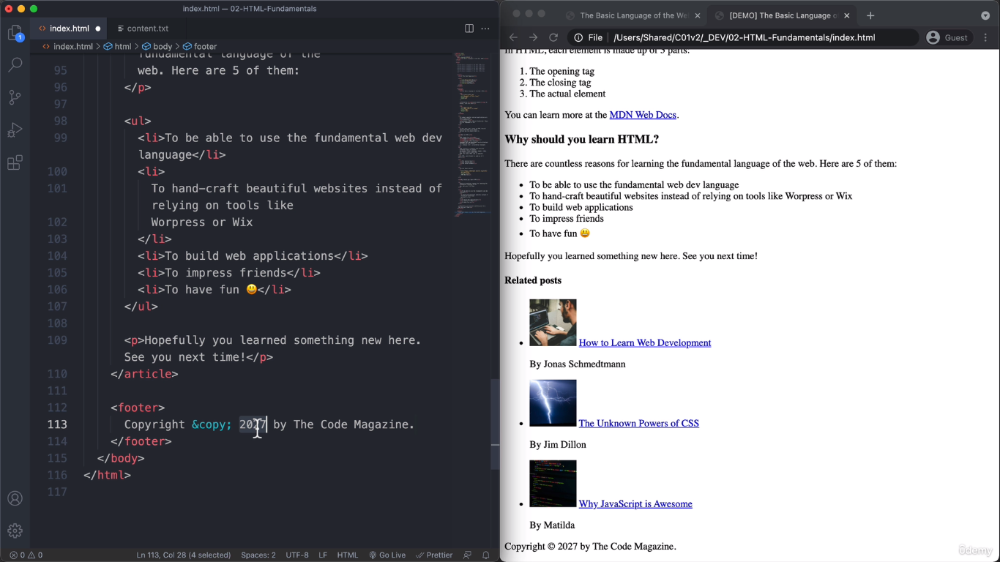 index.html — 02-HTML-Fundamentals
index.html
content.txt
index.html > html > body > footer
fundamental language of the
95 web. Here are 5 of them:
96 </p>
97
98 <ul>
99 <li>To be able to use the fundamental web dev
language</li>
100 <li>
101 To hand-craft beautiful websites instead of
relying on tools like
102 Worpress or Wix
103 </li>
104 <li>To build web applications</li>
105 <li>To impress friends</li>
106 <li>To have fun 😃</li>
107 </ul>
108
109 <p>Hopefully you learned something new here.
See you next time!</p>
110 </article>
111
112 <footer>
113 Copyright &copy; 2027 by The Code Magazine.
114 </footer>
115 </body>
116 </html>
117
1
0 0
Ln 113, Col 28 (4 selected)
Spaces: 2
UTF-8
LF
HTML
Go Live
Prettier
The Basic Language of the We
[DEMO] The Basic Language o
File /Users/Shared/C01v2/_DEV/02-HTML-Fundamentals/index.html
Guest
In HTML, each element is made up of 3 parts:
1. The opening tag
2. The closing tag
3. The actual element
You can learn more at the MDN Web Docs.
Why should you learn HTML?
There are countless reasons for learning the fundamental language of the web. Here are 5 of them:
• To be able to use the fundamental web dev language
• To hand-craft beautiful websites instead of relying on tools like Worpress or Wix
• To build web applications
• To impress friends
• To have fun 😃
Hopefully you learned something new here. See you next time!
Related posts
• How to Learn Web Development
By Jonas Schmedtmann
• The Unknown Powers of CSS
By Jim Dillon
• Why JavaScript is Awesome
By Matilda
Copyright © 2027 by The Code Magazine.
ûdemy